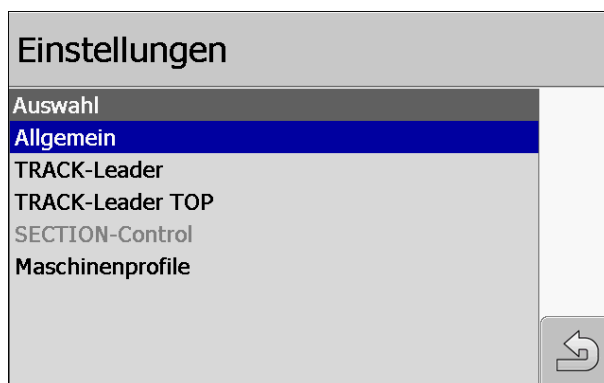 Einstellungen
Auswahl
Allgemein
TRACK-Leader
TRACK-Leader TOP
SECTION-Control
Maschinenprofile